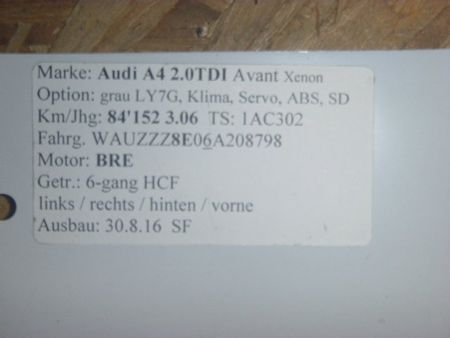 Marke: Audi A4 2.0TDI Avant Xenon
Option: grau LY7G, Klima, Servo, ABS, SD
Km/Jhg: 84'152 3.06 TS: 1AC302
Fahrg. WAUZZZ8E06A208798
Motor: BRE
Getr.: 6-gang HCF
links / rechts / hinten / vorne
Ausbau: 30.8.16 SF